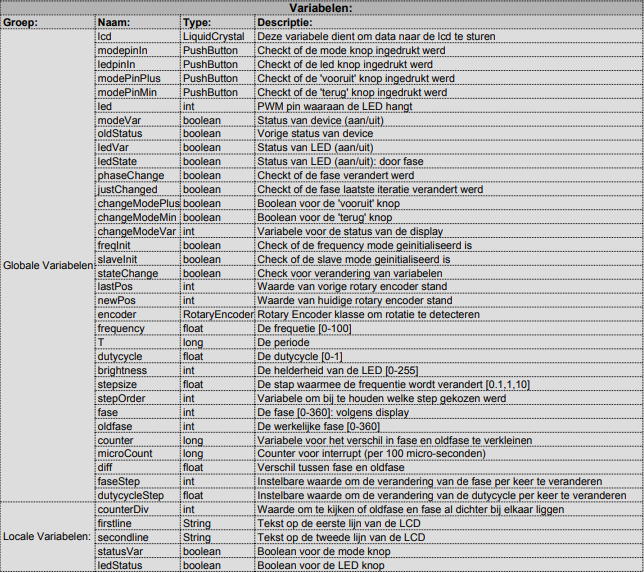 Variabelen:
Groep: Naam: Type: Descriptie:
lcd LiquidCrystal Deze variabele dient om data naar de lcd te sturen
modepinIn PushButton Checkt of de mode knop ingedrukt werd
ledpipIn PushButton Checkt of de led knop ingedrukt werd
modePinPlus PushButton Checkt of de 'vooruit' knop ingedrukt werd
modePinMin PushButton Checkt of de 'terug' knop ingedrukt werd
led int PWM pin waaraan de LED hangt
modeVar boolean Status van device (aan/uit)
oldStatus boolean Vorige status van device
ledVar boolean Status van LED (aan/uit)
ledState boolean Status van LED (aan/uit): door fase
phaseChange boolean Checkt of de fase verandert werd
justChanged boolean Checkt of de fase laatste iteratie verandert werd
changeModePlus boolean Boolean voor de 'vooruit' knop
changeModeMin boolean Boolean voor de 'terug' knop
changeModeVar int Variabele voor de status van de display
freqInit boolean Check of de frequency mode geinitialiseerd is
slaveInit boolean Check of de slave mode geinitialiseerd is
stateChange boolean Check voor verandering van variabelen
Globale Variabelen:
lastPos int Waarde van vorige rotary encoder stand
newPos int Waarde van huidige rotary encoder stand
encoder RotaryEncoder Rotary Encoder klasse om rotatie te detecteren
frequency float De frequetie [0-100]
T long De periode
dutycycle float De dutycycle [0-1]
brightness int De helderheid van de LED [0-255]
stepsize float De stap waarmee de frequentie wordt verandert [0.1,1,10]
stepOrder int Variabele om bij te houden welke step gekozen werd
fase int De fase [0-360]: volgens display
oldfase int De werkelijke fase [0-360]
counter long Variabele voor het verschil in fase en oldfase te verkleinen
microCount long Counter voor interrupt (per 100 micro-seconden)
diff float Verschil tussen fase en oldfase
faseStep int Instelbare waarde om de verandering van de fase per keer te veranderen
dutycycleStep float Instelbare waarde om de verandering van de dutycycle per keer te veranderen
counterDiv int Waarde om te kijken of oldfase en fase al dichter bij elkaar liggen
firstline String Tekst op de eerste lijn van de LCD
Locale Variabelen: secondline String Tekst op de tweede lijn van de LCD
statusVar boolean Boolean voor de mode knop
ledStatus boolean Boolean voor de LED knop